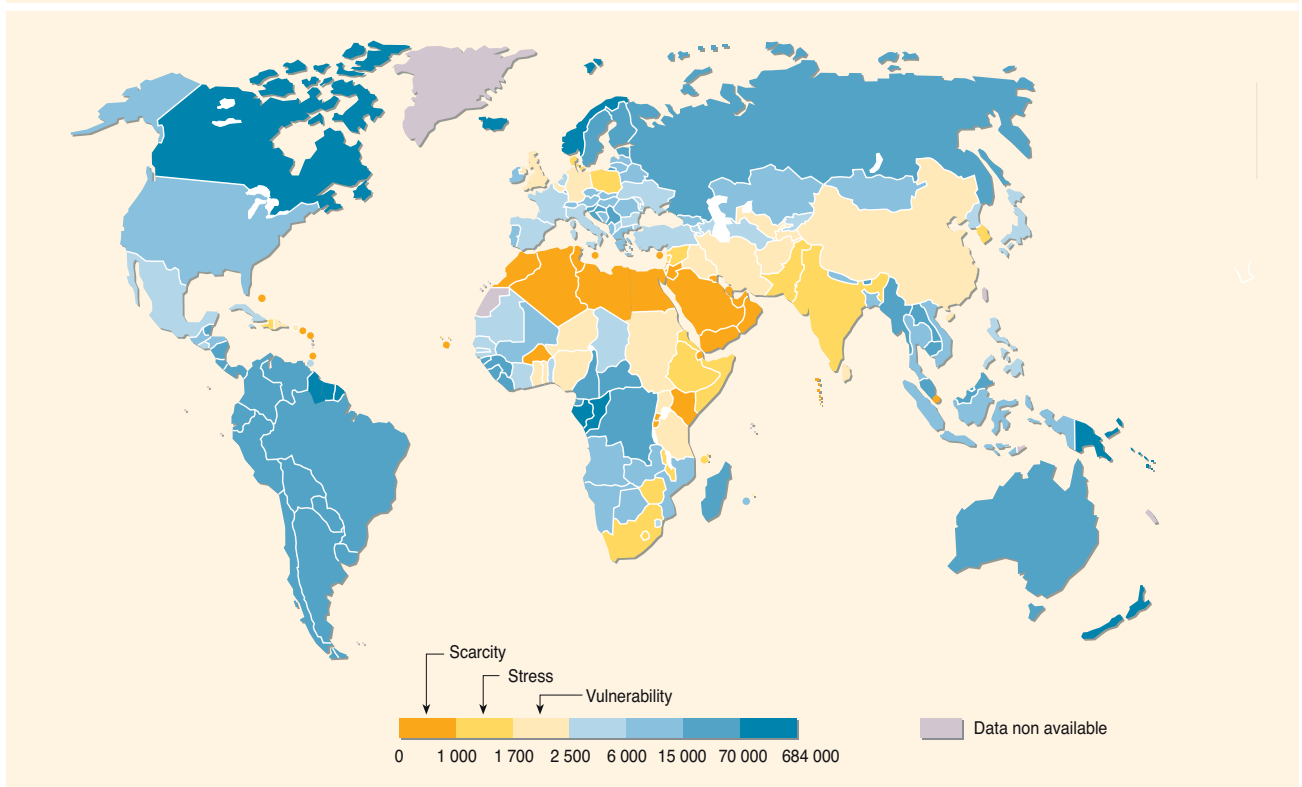 Scarcity
Stress
Vulnerability
0 1 000 1 700 2 500 6 000 15 000 70 000 684 000
Data non available